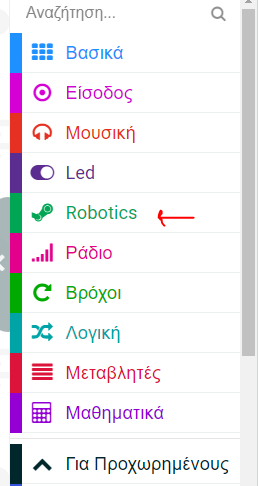 Αναζήτηση...
Βασικά
Είσοδος
Μουσική
Led
Robotics
Ράδιο
Βρόχοι
Λογική
Μεταβλητές
Μαθηματικά
Για Προχωρημένους